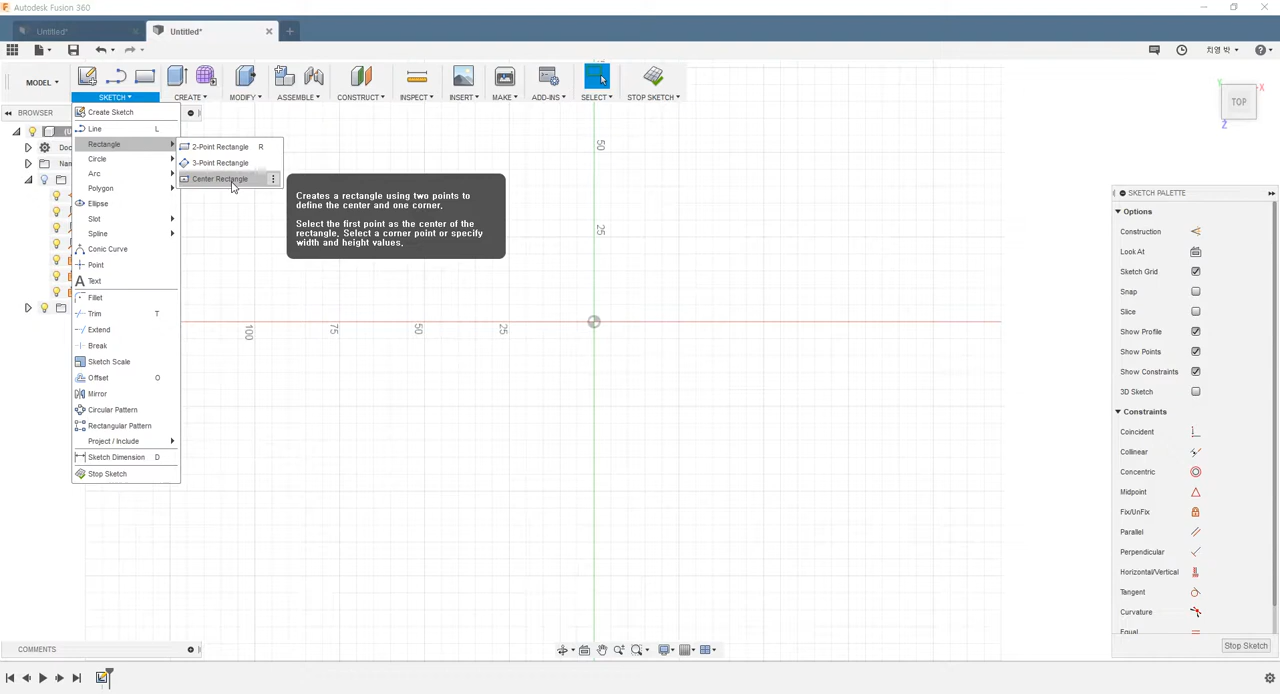 Autodesk Fusion 360
Untitled*
Untitled*
치영 박
MODEL
SKETCH
CREATE
MODIFY
ASSEMBLE
CONSTRUCT
INSPECT
INSERT
MAKE
ADD-INS
SELECT
STOP SKETCH
BROWSER
Doc
Nam
Create Sketch
Line L
Rectangle
Circle
Arc
Polygon
Ellipse
Slot
Spline
Conic Curve
Point
Text
Fillet
Trim T
Extend
Break
Sketch Scale
Offset O
Mirror
Circular Pattern
Rectangular Pattern
Project / Include
Sketch Dimension D
Stop Sketch
2-Point Rectangle R
3-Point Rectangle
Center Rectangle
Creates a rectangle using two points to
define the center and one corner.
Select the first point as the center of the
rectangle. Select a corner point or specify
width and height values.
50
25
100
75
50
25
TOP
X
Y
Z
SKETCH PALETTE
Options
Construction
Look At
Sketch Grid
Snap
Slice
Show Profile
Show Points
Show Constraints
3D Sketch
Constraints
Coincident
Collinear
Concentric
Midpoint
Fix/UnFix
Parallel
Perpendicular
Horizontal/Vertical
Tangent
Curvature
Equal
Stop Sketch
COMMENTS